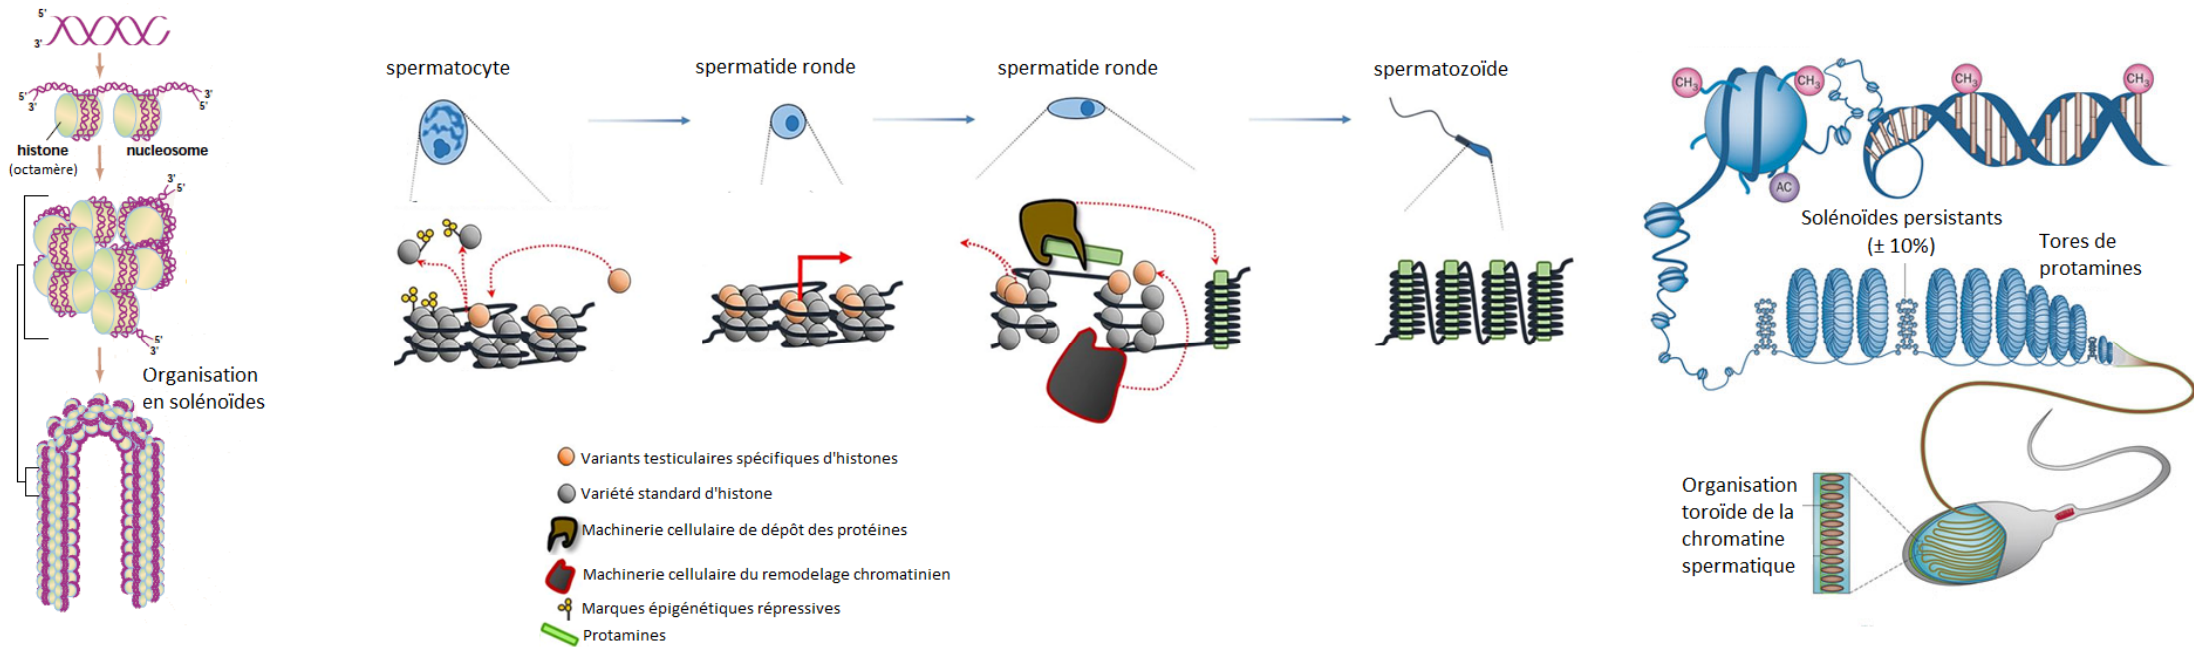 5'
3'
5'
3'
3'
5'
histone
(octamère)
nucleosome
3'
5'
3'
5'
Organisation
en solénoïdes
spermatocyte
spermatide ronde
spermatide ronde
spermatozoïde
Variants testiculaires spécifiques d'histones
Variété standard d'histone
Machinerie cellulaire de dépôt des protéines
Machinerie cellulaire du remodelage chromatinien
Marques épigénétiques répressives
Protamines
CH3
CH3
CH3
CH3
AC
Solénoïdes persistants
(± 10%)
Tores de
protamines
Organisation
toroïde de la
chromatine
spermatique